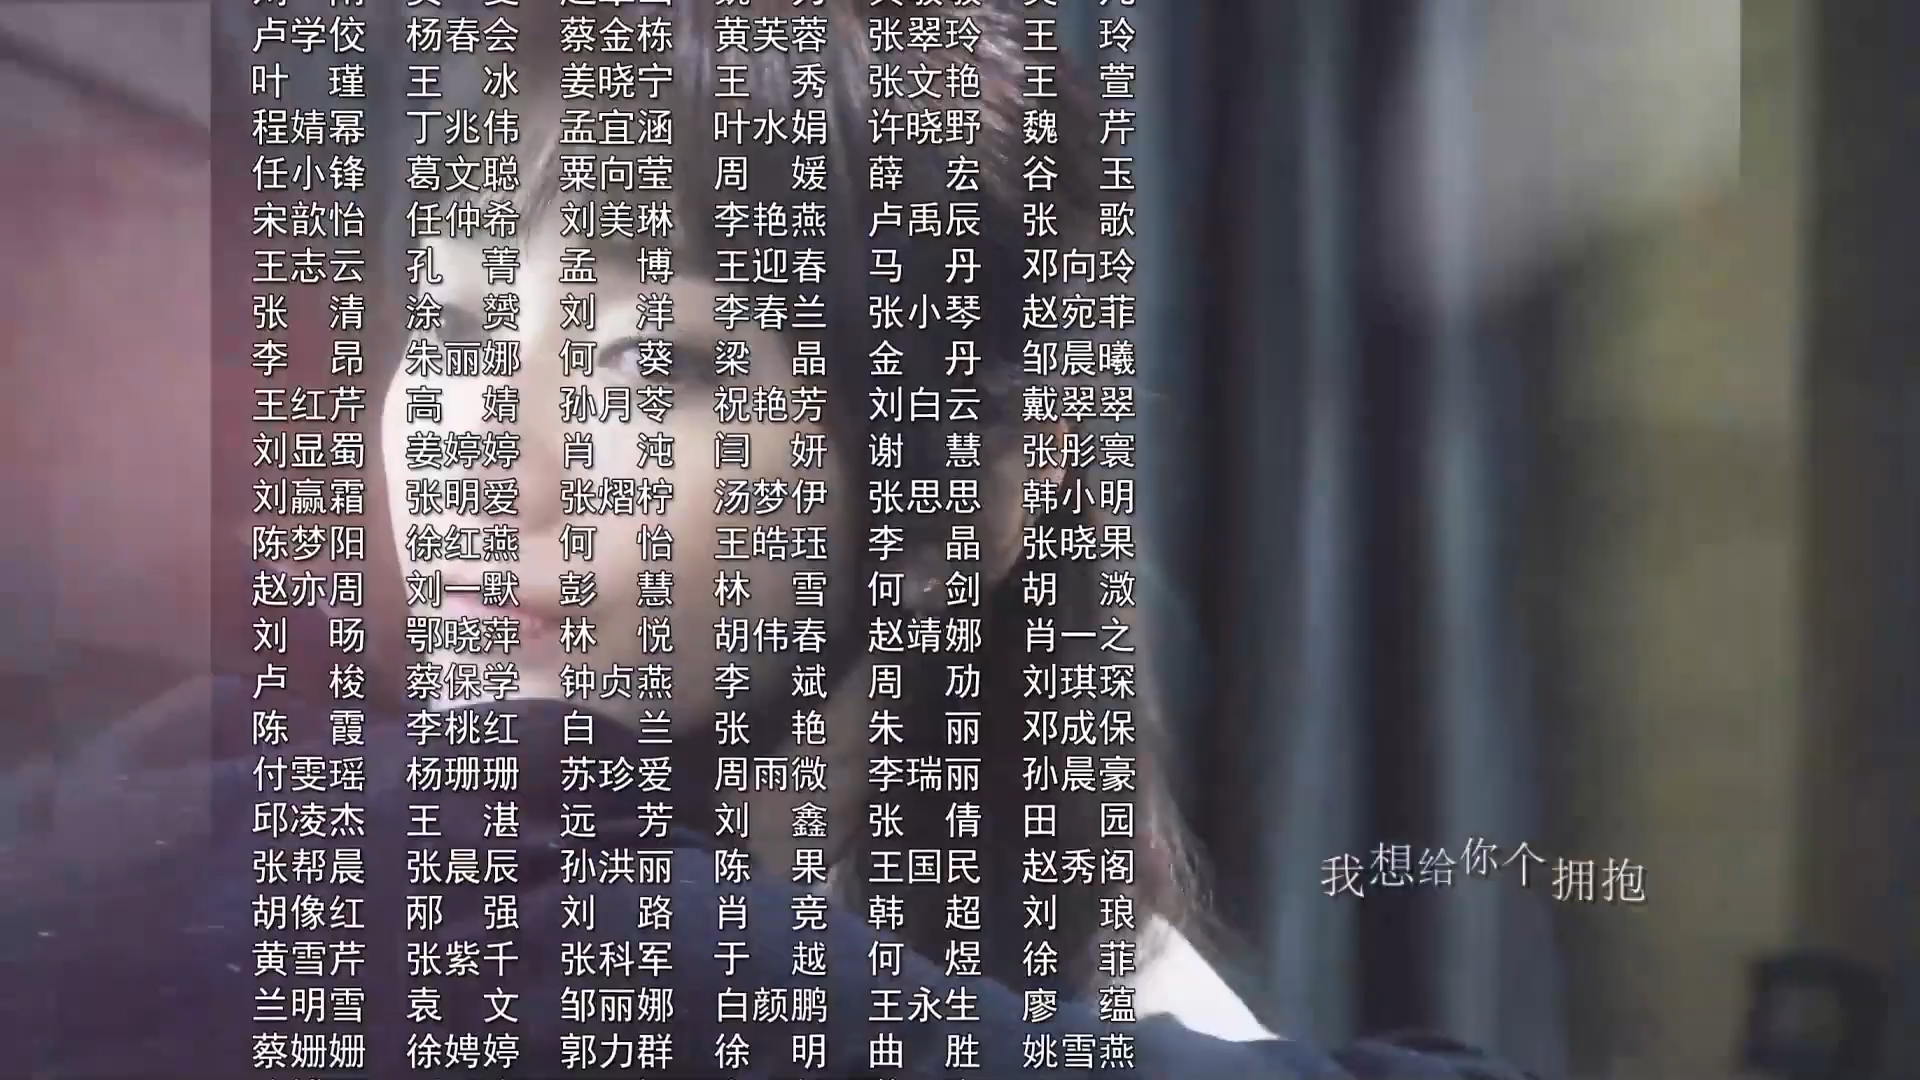 卢学佼 杨春会 蔡金栋 黄芙蓉 张翠玲 王玲
叶瑾 王冰 姜晓宁 王秀 张文艳 王萱
程婧幂 丁兆伟 孟宜涵 叶水娟 许晓野 魏芹
任小锋 葛文聪 粟向莹 周媛 薛宏 谷玉
宋歆怡 任仲希 刘美琳 李艳燕 卢禹辰 张歌
王志云 孔菁 孟博 王迎春 马丹 邓向玲
张清 涂赟 刘洋 李春兰 张小琴 赵宛菲
李昂 朱丽娜 何葵 梁晶 金丹 邹晨曦
王红芹 高婧 孙月苓 祝艳芳 刘白云 戴翠翠
刘显蜀 姜婷婷 肖沌 闫妍 谢慧 张彤寰
刘赢霜 张明爱 张熠柠 汤梦伊 张思思 韩小明
陈梦阳 徐红燕 何怡 王皓珏 李晶 张晓果
赵亦周 刘一默 彭慧 林雪 何剑 胡溦
刘旸 鄂晓萍 林悦 胡伟春 赵靖娜 肖一之
卢梭 蔡保学 钟贞燕 李斌 周劢 刘琪琛
陈霞 李桃红 白兰 张艳 朱丽 邓成保
付雯瑶 杨珊珊 苏珍爱 周雨微 李瑞丽 孙晨豪
邱凌杰 王湛 远芳 刘鑫 张倩 田园
张帮晨 张晨辰 孙洪丽 陈果 王国民 赵秀阁
胡像红 邴强 刘路 肖竞 韩超 刘琅
黄雪芹 张紫千 张科军 于越 何煜 徐菲
兰明雪 袁文 邹丽娜 白颜鹏 王永生 廖蕴
蔡姗姗 徐娉婷 郭力群 徐明 曲胜 姚雪燕
我想给你个拥抱